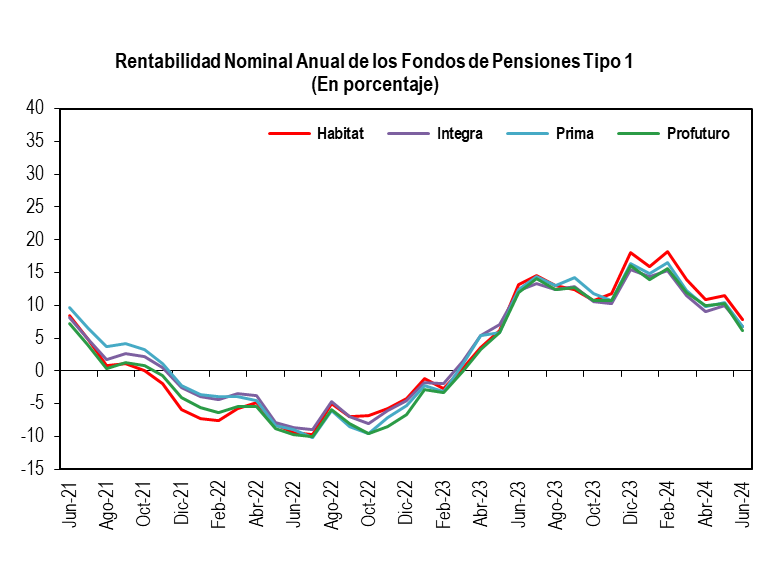 Rentabilidad Nominal Anual de los Fondos de Pensiones Tipo 1
(En porcentaje)
40
35
30
25
20
15
10
5
0
-5
-10
-15
Habitat
Integra
Prima
Profuturo
Jun-21
Ago-21
Oct-21
Dic-21
Feb-22
Abr-22
Jun-22
Ago-22
Oct-22
Dic-22
Feb-23
Abr-23
Jun-23
Ago-23
Oct-23
Dic-23
Feb-24
Abr-24
Jun-24